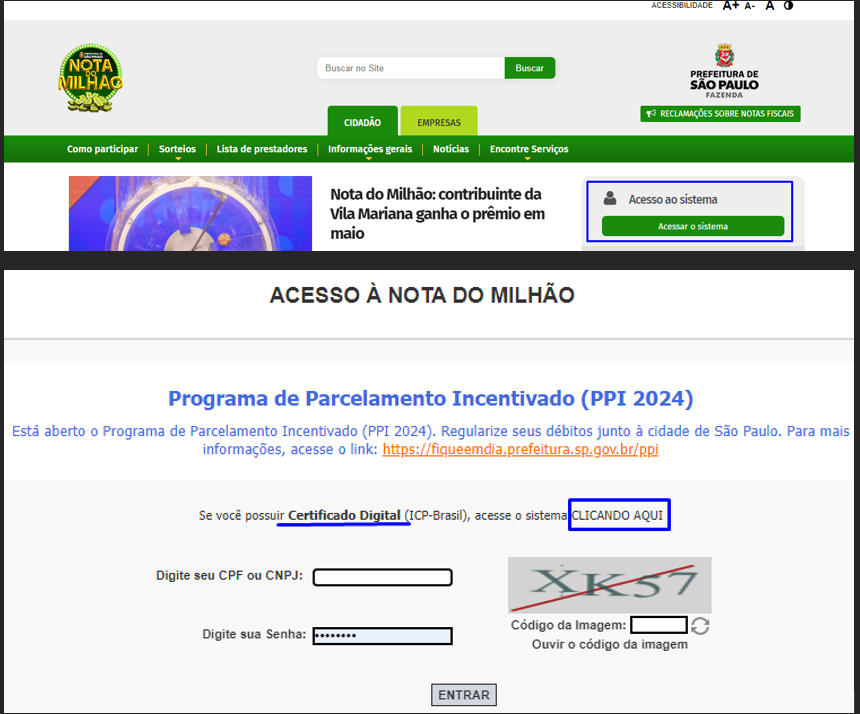 ACESSIBILIDADE A+ A- A
PREFEITURA DE
SÃO PAULO
NOTA
DO
MILHÃO
Buscar no Site
Buscar
PREFEITURA DE
SÃO PAULO
FAZENDA
CIDADÃO
EMPRESAS
RECLAMAÇÕES SOBRE NOTAS FISCAIS
Como participar
Sorteios
Lista de prestadores
Informações gerais
Notícias
Encontre Serviços
Nota do Milhão: contribuinte da
Vila Mariana ganha o prêmio em
maio
Acesso ao sistema
Acessar o sistema
ACESSO À NOTA DO MILHÃO
Programa de Parcelamento Incentivado (PPI 2024)
Está aberto o Programa de Parcelamento Incentivado (PPI 2024). Regularize seus débitos junto à cidade de São Paulo. Para mais
informações, acesse o link: https://fiqueemdia.prefeitura.sp.gov.br/ppi
Se você possuir Certificado Digital (ICP-Brasil), acesse o sistema CLICANDO AQUI
Digite seu CPF ou CNPJ:
XK57
Código da Imagem:
Digite sua Senha: ••••••••
Ouvir o código da imagem
ENTRAR